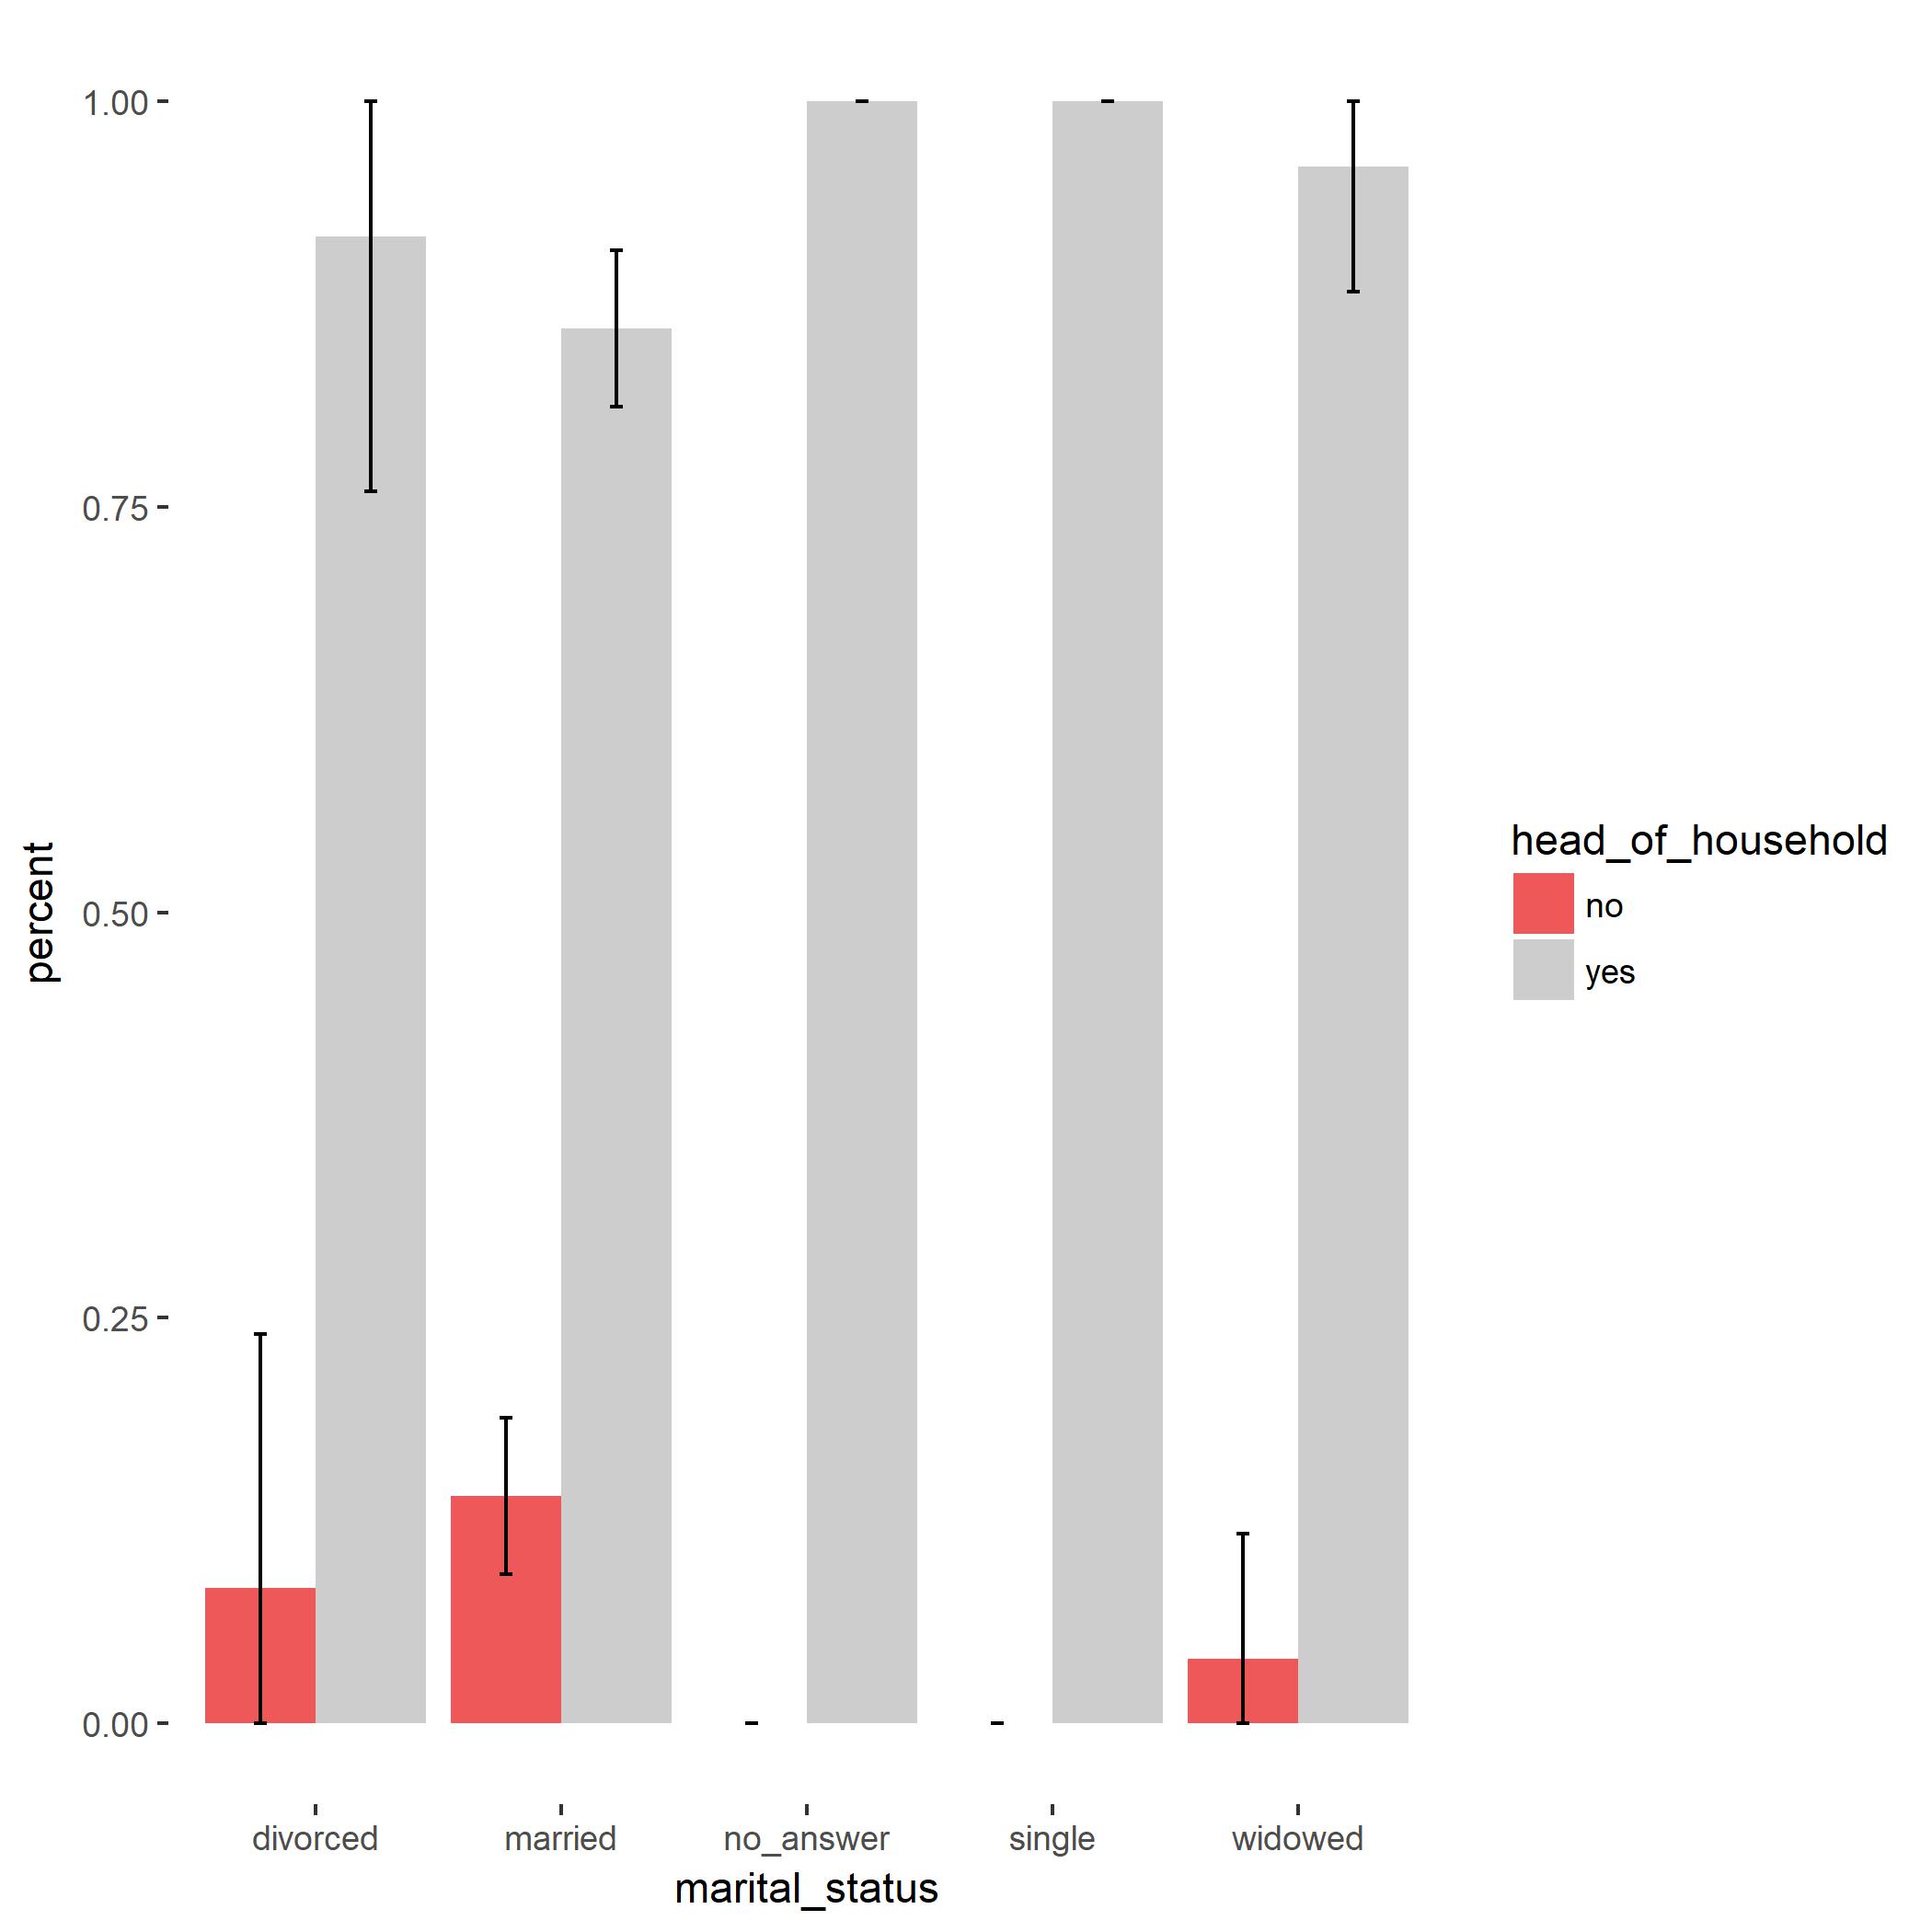 1.00
0.75
0.50
0.25
0.00
percent
divorced married no_answer single widowed
marital_status
head_of_household
no
yes